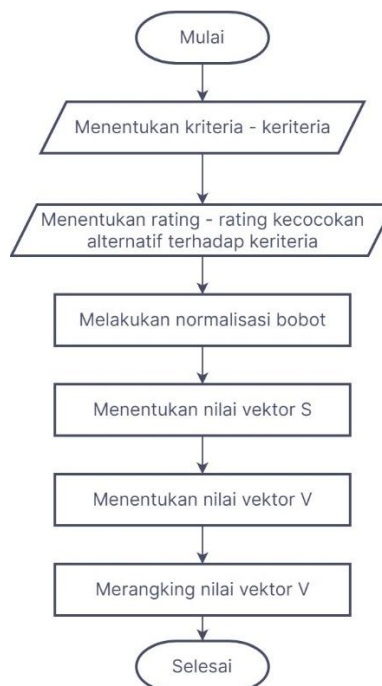 Mulai
Menentukan kriteria - keriteria
Menentukan rating - rating kecocokan
alternatif terhadap keriteria
Melakukan normalisasi bobot
Menentukan nilai vektor S
Menentukan nilai vektor V
Merangking nilai vektor V
Selesai